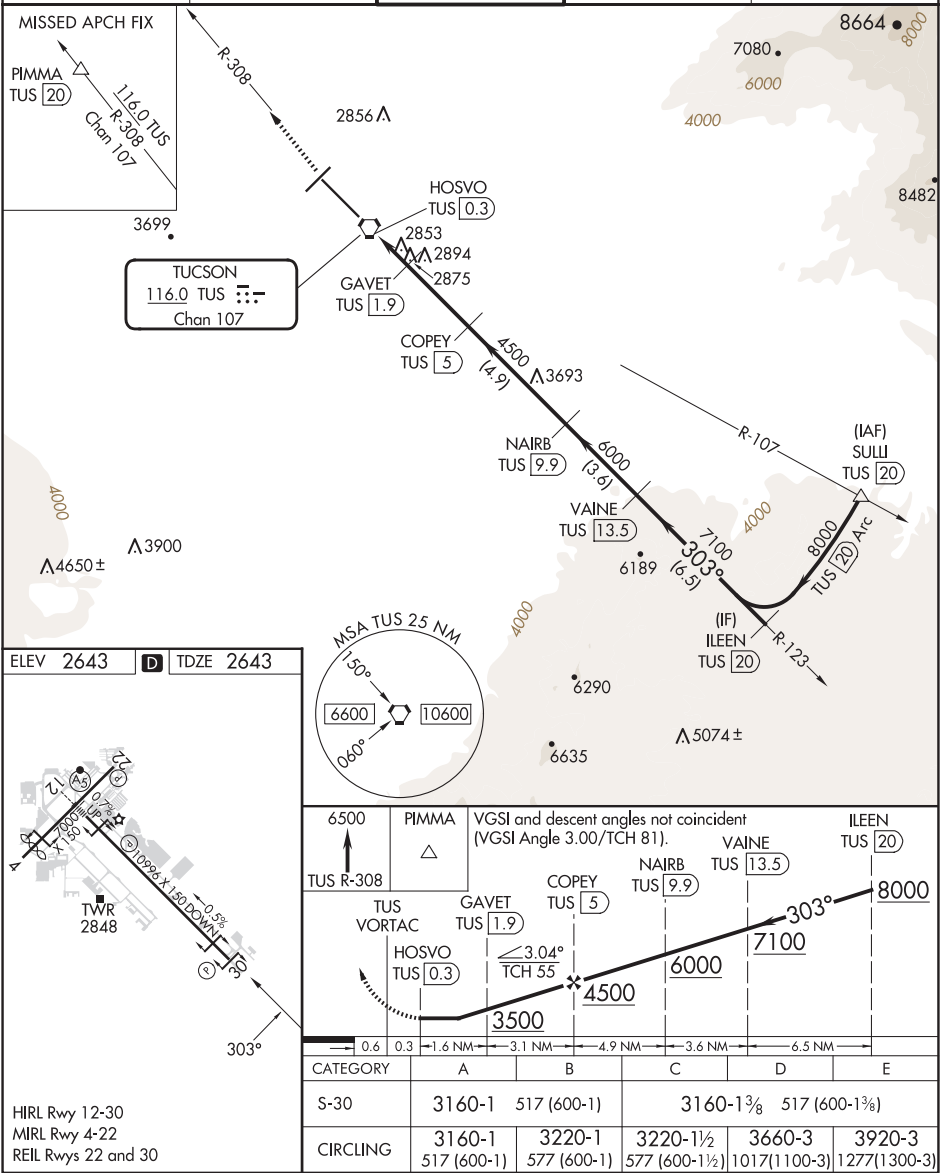 MISSED APCH FIX
PIMMA
TUS 20
116.0 TUS
R-308
Chan 107
R-308
2856
8664
7080
8000
6000
4000
8482
3699
HOSVO
TUS 0.3
2853
2894
2875
TUCSON
116.0 TUS
Chan 107
GAVET
TUS 1.9
COPEY
TUS 5
4500
(4.9)
3693
NAIRB
TUS 9.9
6000
(3.6)
R-107
(IAF)
SULLI
TUS 20
VAINE
TUS 13.5
4000
7100
303°
(6.5)
6189
8000
TUS 20 Arc
(IF)
ILEEN
TUS 20
R-123
4000
3900
4650±
4000
6290
5074±
6635
MSA TUS 25 NM
150°
6600
10600
060°
ELEV 2643
D
TDZE 2643
12
22
A5
P
0.7%
UP
7000 X 150
4
P
10996 X 150
DOWN
0.5%
TWR
2848
P
30
303°
HIRL Rwy 12-30
MIRL Rwy 4-22
REIL Rwys 22 and 30
6500
TUS R-308
PIMMA
VGSI and descent angles not coincident
(VGSI Angle 3.00/TCH 81).
ILEEN
TUS 20
VAINE
TUS 13.5
NAIRB
TUS 9.9
COPEY
TUS 5
GAVET
TUS 1.9
TUS
VORTAC
HOSVO
TUS 0.3
3.04°
TCH 55
303°
8000
7100
6000
4500
3500
0.6 0.3 1.6 NM 3.1 NM 4.9 NM 3.6 NM 6.5 NM
CATEGORY A B C D E
S-30 3160-1 517 (600-1) 3160-1⅜ 517 (600-1⅜)
CIRCLING 3160-1 3220-1 3220-1½ 3660-3 3920-3
517 (600-1) 577 (600-1) 577 (600-1½) 1017(1100-3) 1277(1300-3)